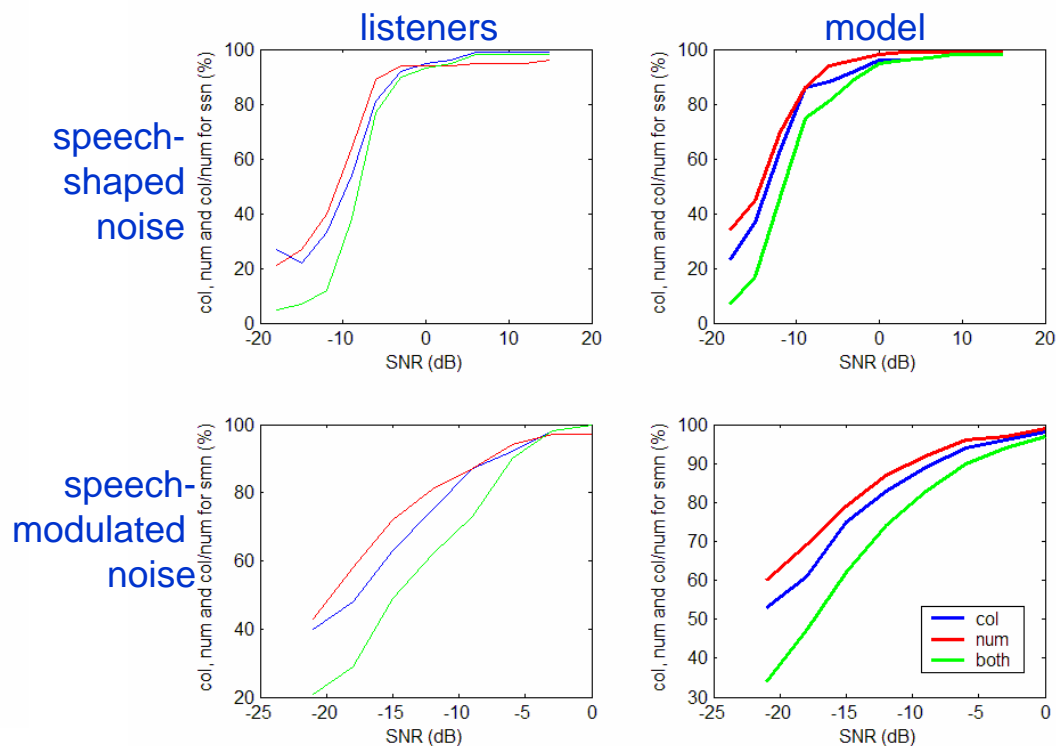 listeners
model
speech-
shaped
noise
col, num and col/num for ssn (%)
100
80
60
40
20
0
-20
-10
0
10
20
SNR (dB)
col, num and col/num for ssn (%)
100
80
60
40
20
0
-20
-10
0
10
20
SNR (dB)
speech-
modulated
noise
col, num and col/num for smn (%)
100
80
60
40
20
-25
-20
-15
-10
-5
0
SNR (dB)
col, num and col/num for smn (%)
100
90
80
70
60
50
40
30
-25
-20
-15
-10
-5
0
SNR (dB)
col
num
both